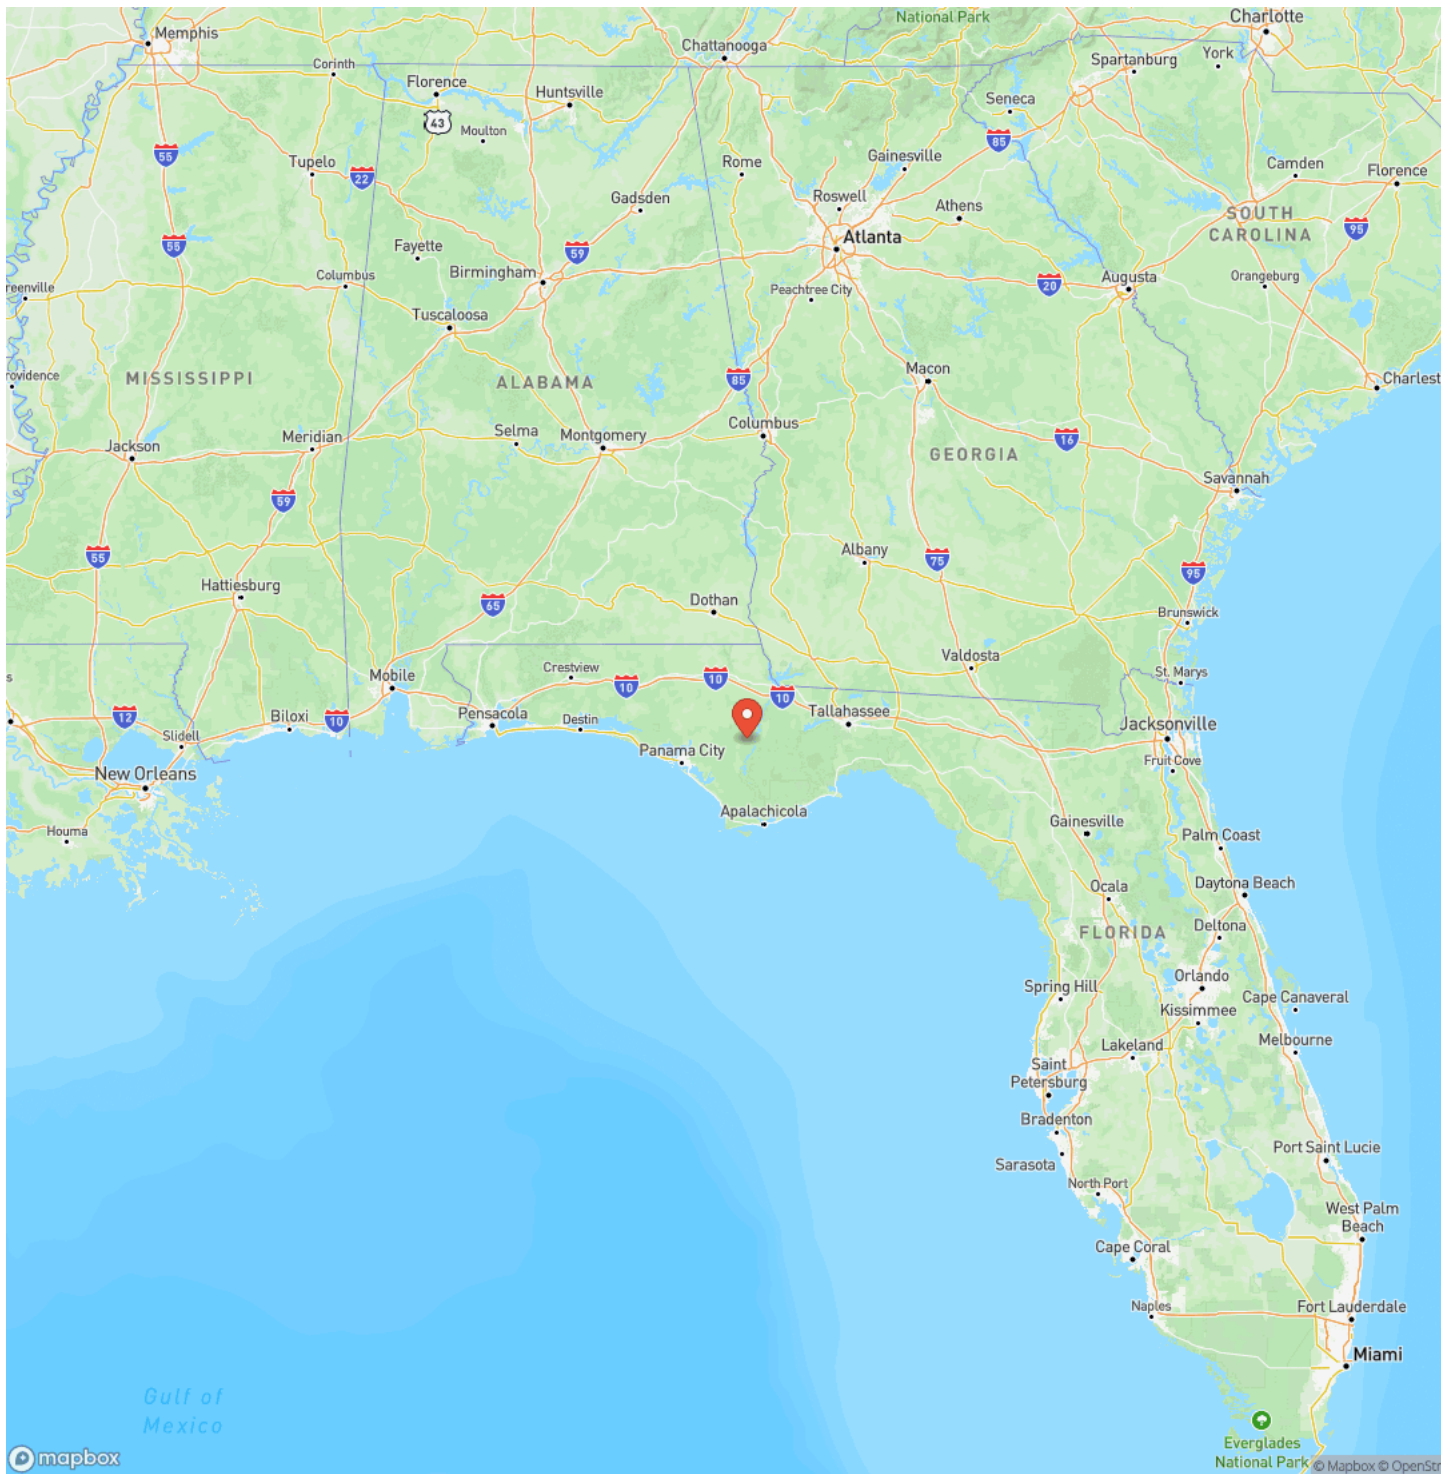 National Park
Charlotte
Memphis
Chattanooga
Spartanburg
York
Corinth
Florence
Huntsville
Seneca
43
Moulton
85
55
Tupelo
22
Rome
Gainesville
Camden
Florence
Gadsden
Roswell
Athens
SOUTH
CAROLINA
95
55
Fayette
59
Atlanta
Birmingham
Columbus
20
Augusta
Orangeburg
reenville
Peachtree City
Tuscaloosa
rovidence
MISSISSIPPI
ALABAMA
85
Macon
Charlest
Jackson
Meridian
Selma
Montgomery
Columbus
16
GEORGIA
Savannah
59
55
Albany
75
95
Hattiesburg
65
Dothan
Brunswick
Valdosta
Mobile
Crestview
10
10
10
St. Marys
s
12
Biloxi
10
Pensacola
Destin
Tallahassee
Jacksonville
Slidell
Panama City
Fruit Cove
New Orleans
Apalachicola
Gainesville
Houma
Palm Coast
Ocala
Daytona Beach
FLORIDA
Deltona
Orlando
Spring Hill
Cape Canaveral
Kissimmee
Lakeland
Melbourne
Saint
Petersburg
Bradenton
Port Saint Lucie
Sarasota
North Port
West Palm
Beach
Cape Coral
Naples
Fort Lauderdale
Miami
Gulf of
Mexico
Everglades
National Park
mapbox
© Mapbox © OpenStr